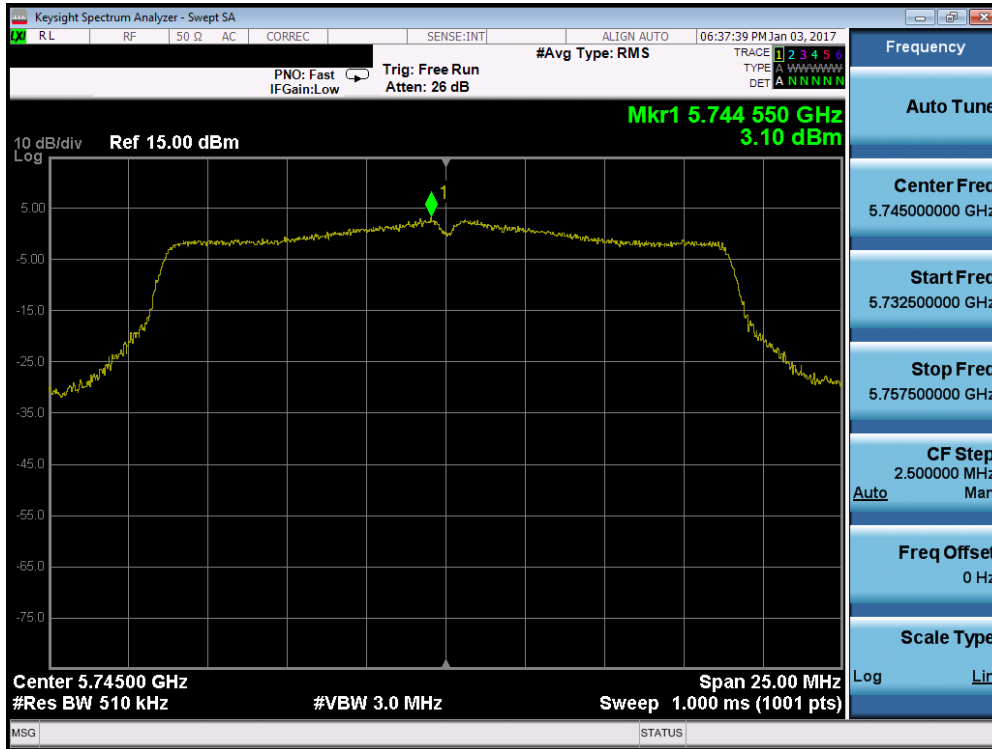 Keysight Spectrum Analyzer - Swept SA
LXI RL RF 50 Ω AC CORREC SENSE:INT ALIGN AUTO 06:37:39 PM Jan 03, 2017
#Avg Type: RMS
TRACE 1 2 3 4 5 6
PNO: Fast Trig: Free Run
TYPE A WWWWW
IFGain:Low Atten: 26 dB
DET A N N N N N
Mkr1 5.744 550 GHz
3.10 dBm
10 dB/div Ref 15.00 dBm
Log
1
5.00
-5.00
-15.0
-25.0
-35.0
-45.0
-55.0
-65.0
-75.0
Center 5.74500 GHz Span 25.00 MHz
#Res BW 510 kHz #VBW 3.0 MHz Sweep 1.000 ms (1001 pts)
MSG STATUS
Frequency
Auto Tune
Center Freq
5.745000000 GHz
Start Freq
5.732500000 GHz
Stop Freq
5.757500000 GHz
CF Step
2.500000 MHz
Auto Man
Freq Offset
0 Hz
Scale Type
Log Lin